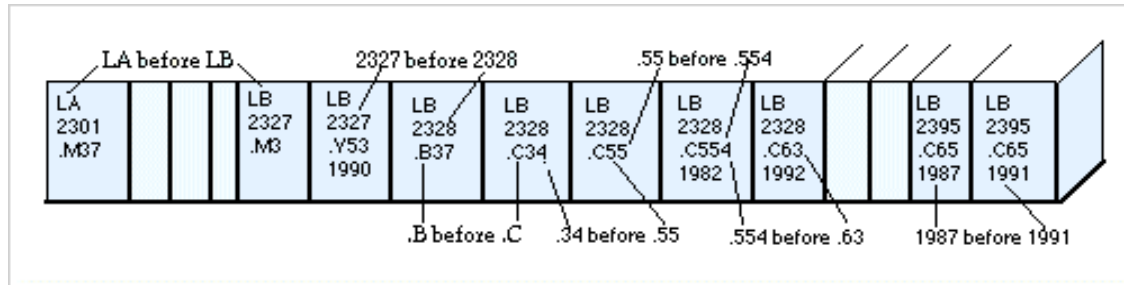 LA before LB
2327 before 2328
.55 before .554
LA
2301
.M37
LB
2327
.M3
LB
2327
.Y53
1990
LB
2328
.B37
LB
2328
.C34
LB
2328
.C55
LB
2328
.C554
1982
LB
2328
.C63
1992
LB
2395
.C65
1987
LB
2395
.C65
1991
.B before .C
.34 before .55
.554 before .63
1987 before 1991